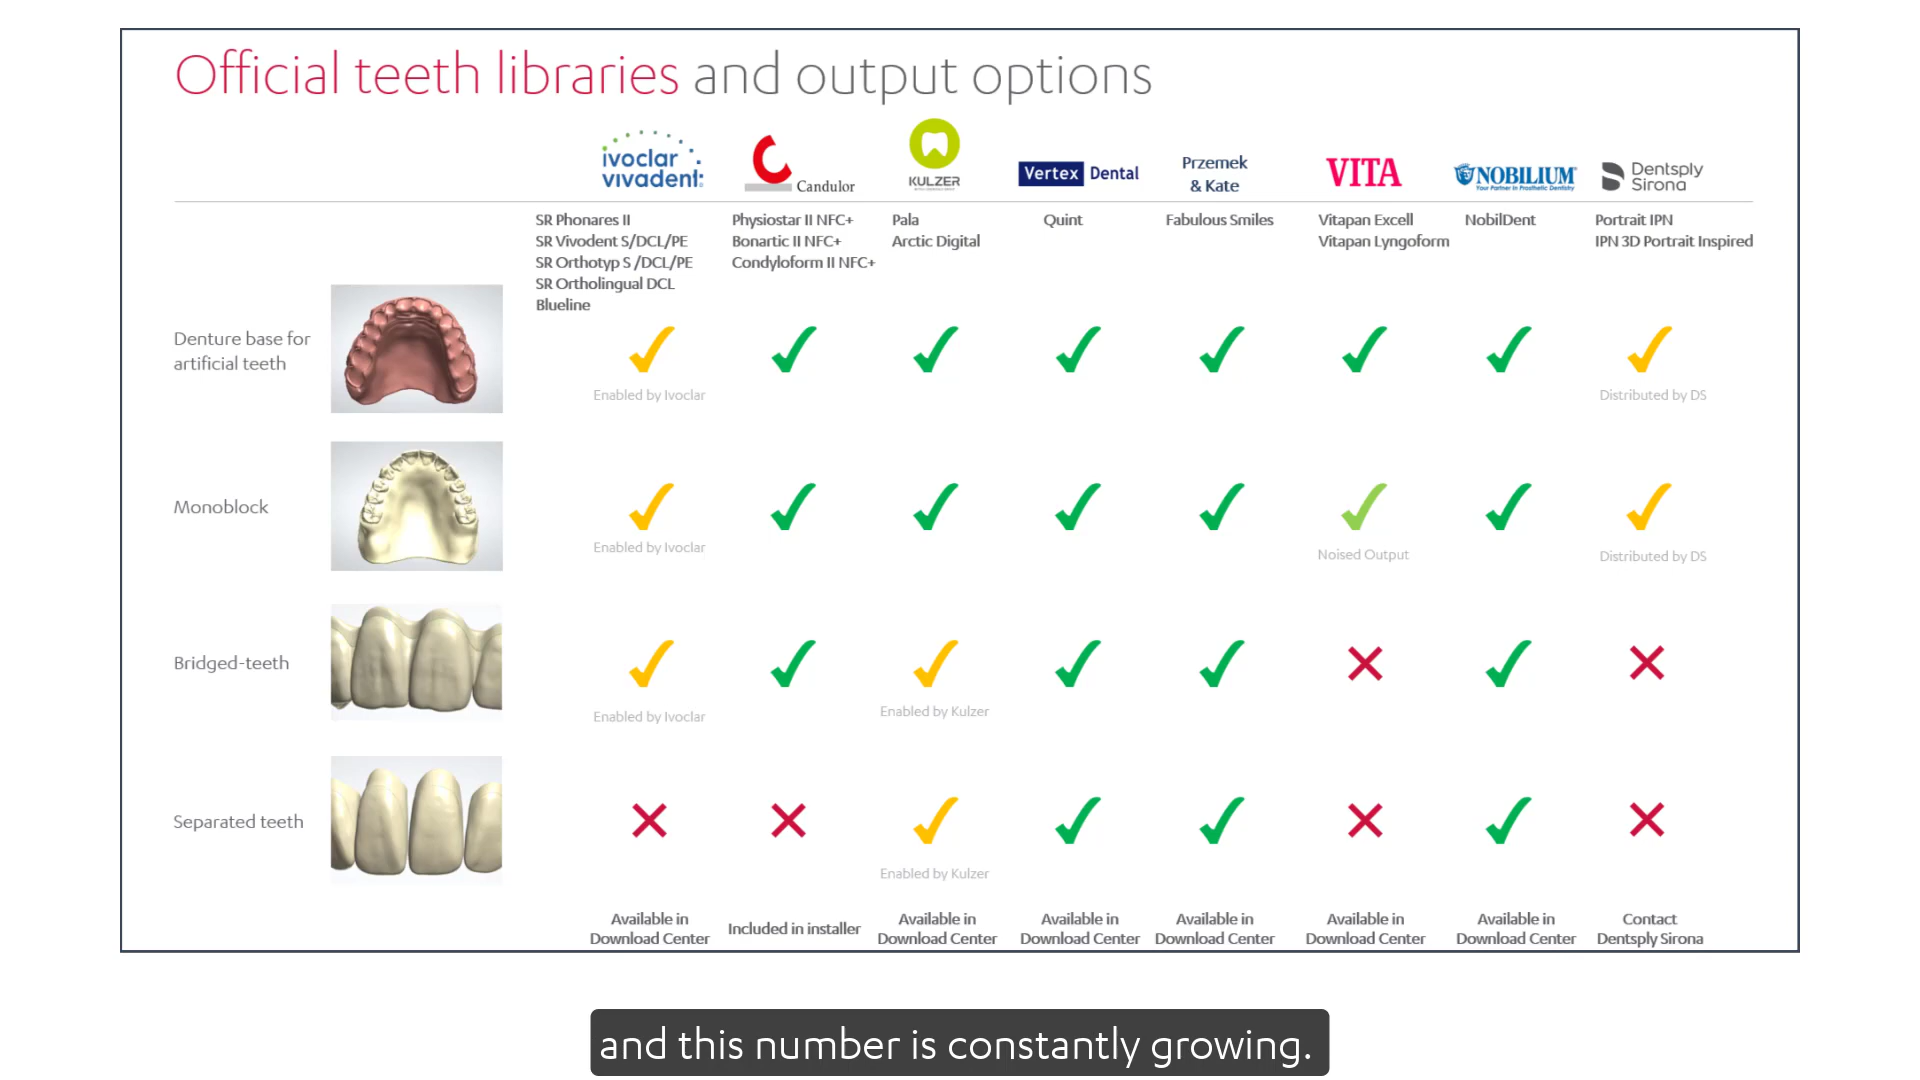 Official teeth libraries and output options
ivoclar
vivadent
Candulor
KULZER
Vertex Dental
Przemek
& Kate
VITA
NOBILIUM
Your Partner in Prosthetic Dentistry
Dentsply
Sirona
SR Phonares II
SR Vivodent S/DCL/PE
SR Orthotyp S /DCL/PE
SR Ortholingual DCL
Blueline
Physiostar II NFC+
Bonartic II NFC+
Condyloform II NFC+
Pala
Arctic Digital
Quint
Fabulous Smiles
Vitapan Excell
Vitapan Lyngoform
NobilDent
Portrait IPN
IPN 3D Portrait Inspired
Denture base for
artificial teeth
Enabled by Ivoclar
Distributed by DS
Monoblock
Enabled by Ivoclar
Noised Output
Distributed by DS
Bridged-teeth
Enabled by Ivoclar
Enabled by Kulzer
Separated teeth
Enabled by Kulzer
Available in
Download Center
Included in installer
Available in
Download Center
Available in
Download Center
Available in
Download Center
Available in
Download Center
Available in
Download Center
Contact
Dentsply Sirona
and this number is constantly growing.